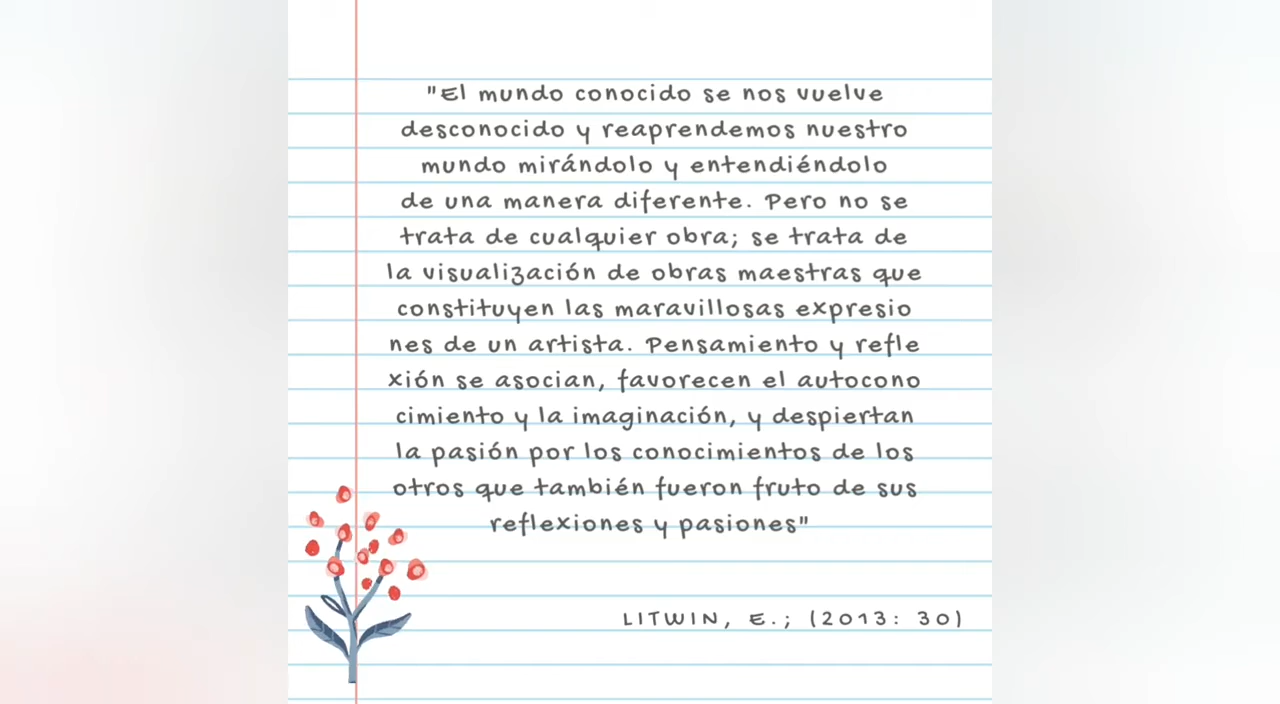 "El mundo conocido se nos vuelve
desconocido y reaprendemos nuestro
mundo mirándolo y entendiéndolo
de una manera diferente. Pero no se
trata de cualquier obra; se trata de
la visualización de obras maestras que
constituyen las maravillosas expresio
nes de un artista. Pensamiento y refle
xión se asocian, favorecen el autocono
cimiento y la imaginación, y despiertan
la pasión por los conocimientos de los
otros que también fueron fruto de sus
reflexiones y pasiones"
LITWIN, E.; (2013: 30)